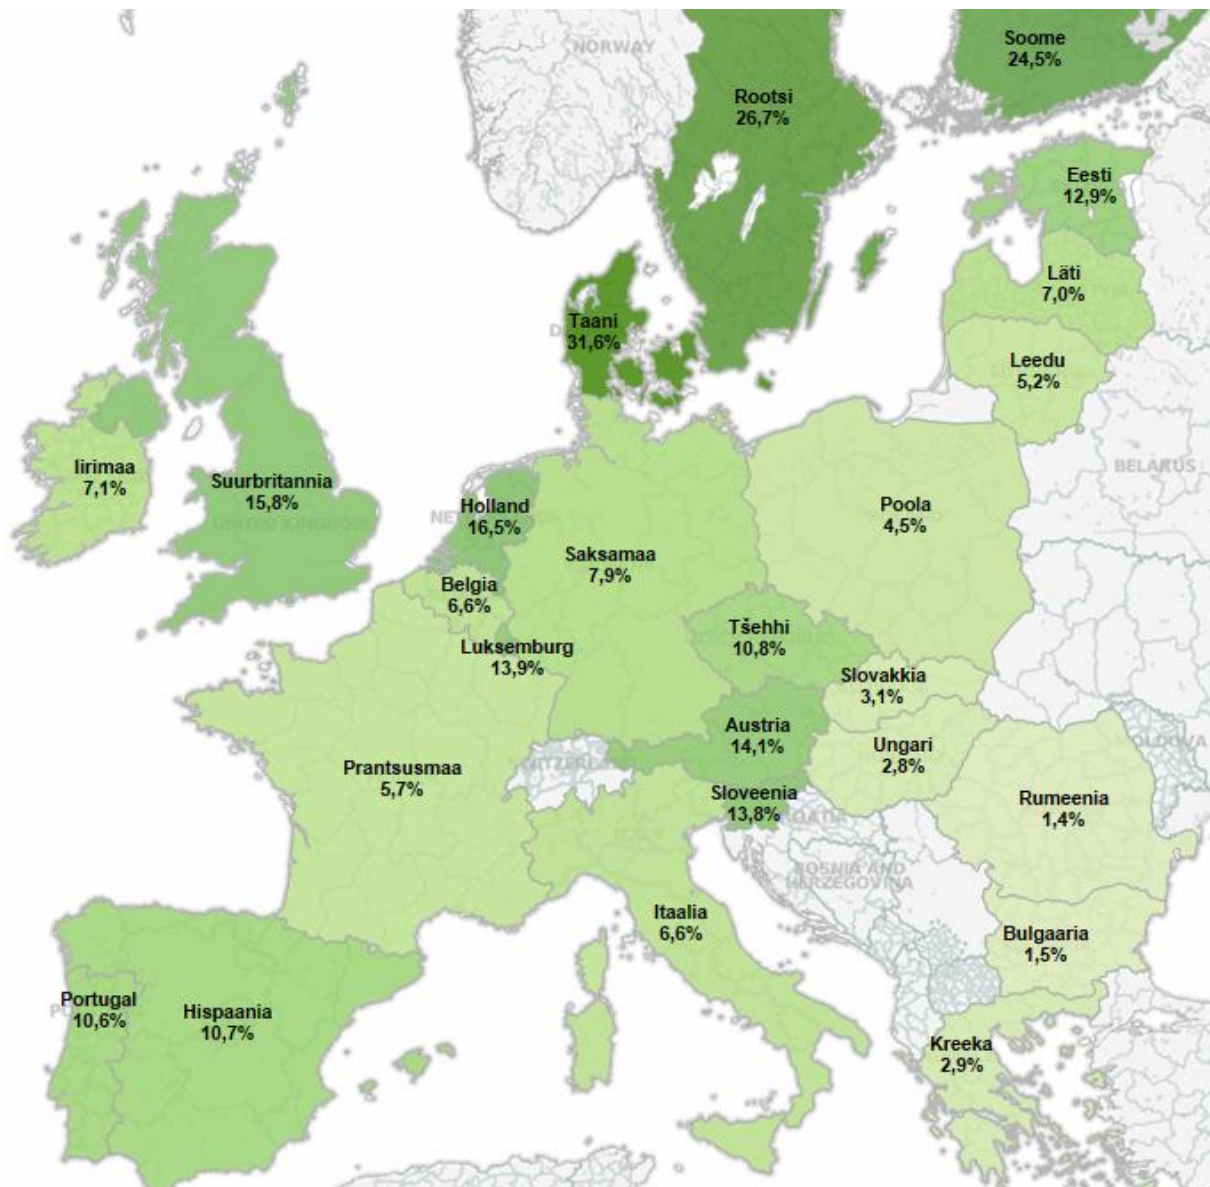 NORWAY
Soome
24,5%
Rootsi
26,7%
Eesti
12,9%
Läti
7,0%
Taani
31,6%
Leedu
5,2%
BELARUS
Iirimaa
7,1%
Suurbritannia
15,8%
UNITED KINGDOM
Holland
16,5%
Poola
4,5%
Saksamaa
7,9%
Belgia
6,6%
Tšehhi
10,8%
Luksemburg
13,9%
Slovakkia
3,1%
Austria
14,1%
Ungari
2,8%
MOLDOVA
Prantsusmaa
5,7%
Sloveenia
13,8%
Rumeenia
1,4%
ITALY
BOSNIA AND
HERZEGOVINA
Itaalia
6,6%
Bulgaaria
1,5%
Portugal
10,6%
Hispaania
10,7%
Kreeka
2,9%